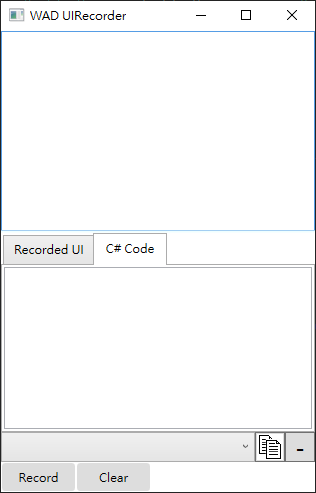 WAD UIRecorder
Recorded UI
C# Code
-
Record
Clear